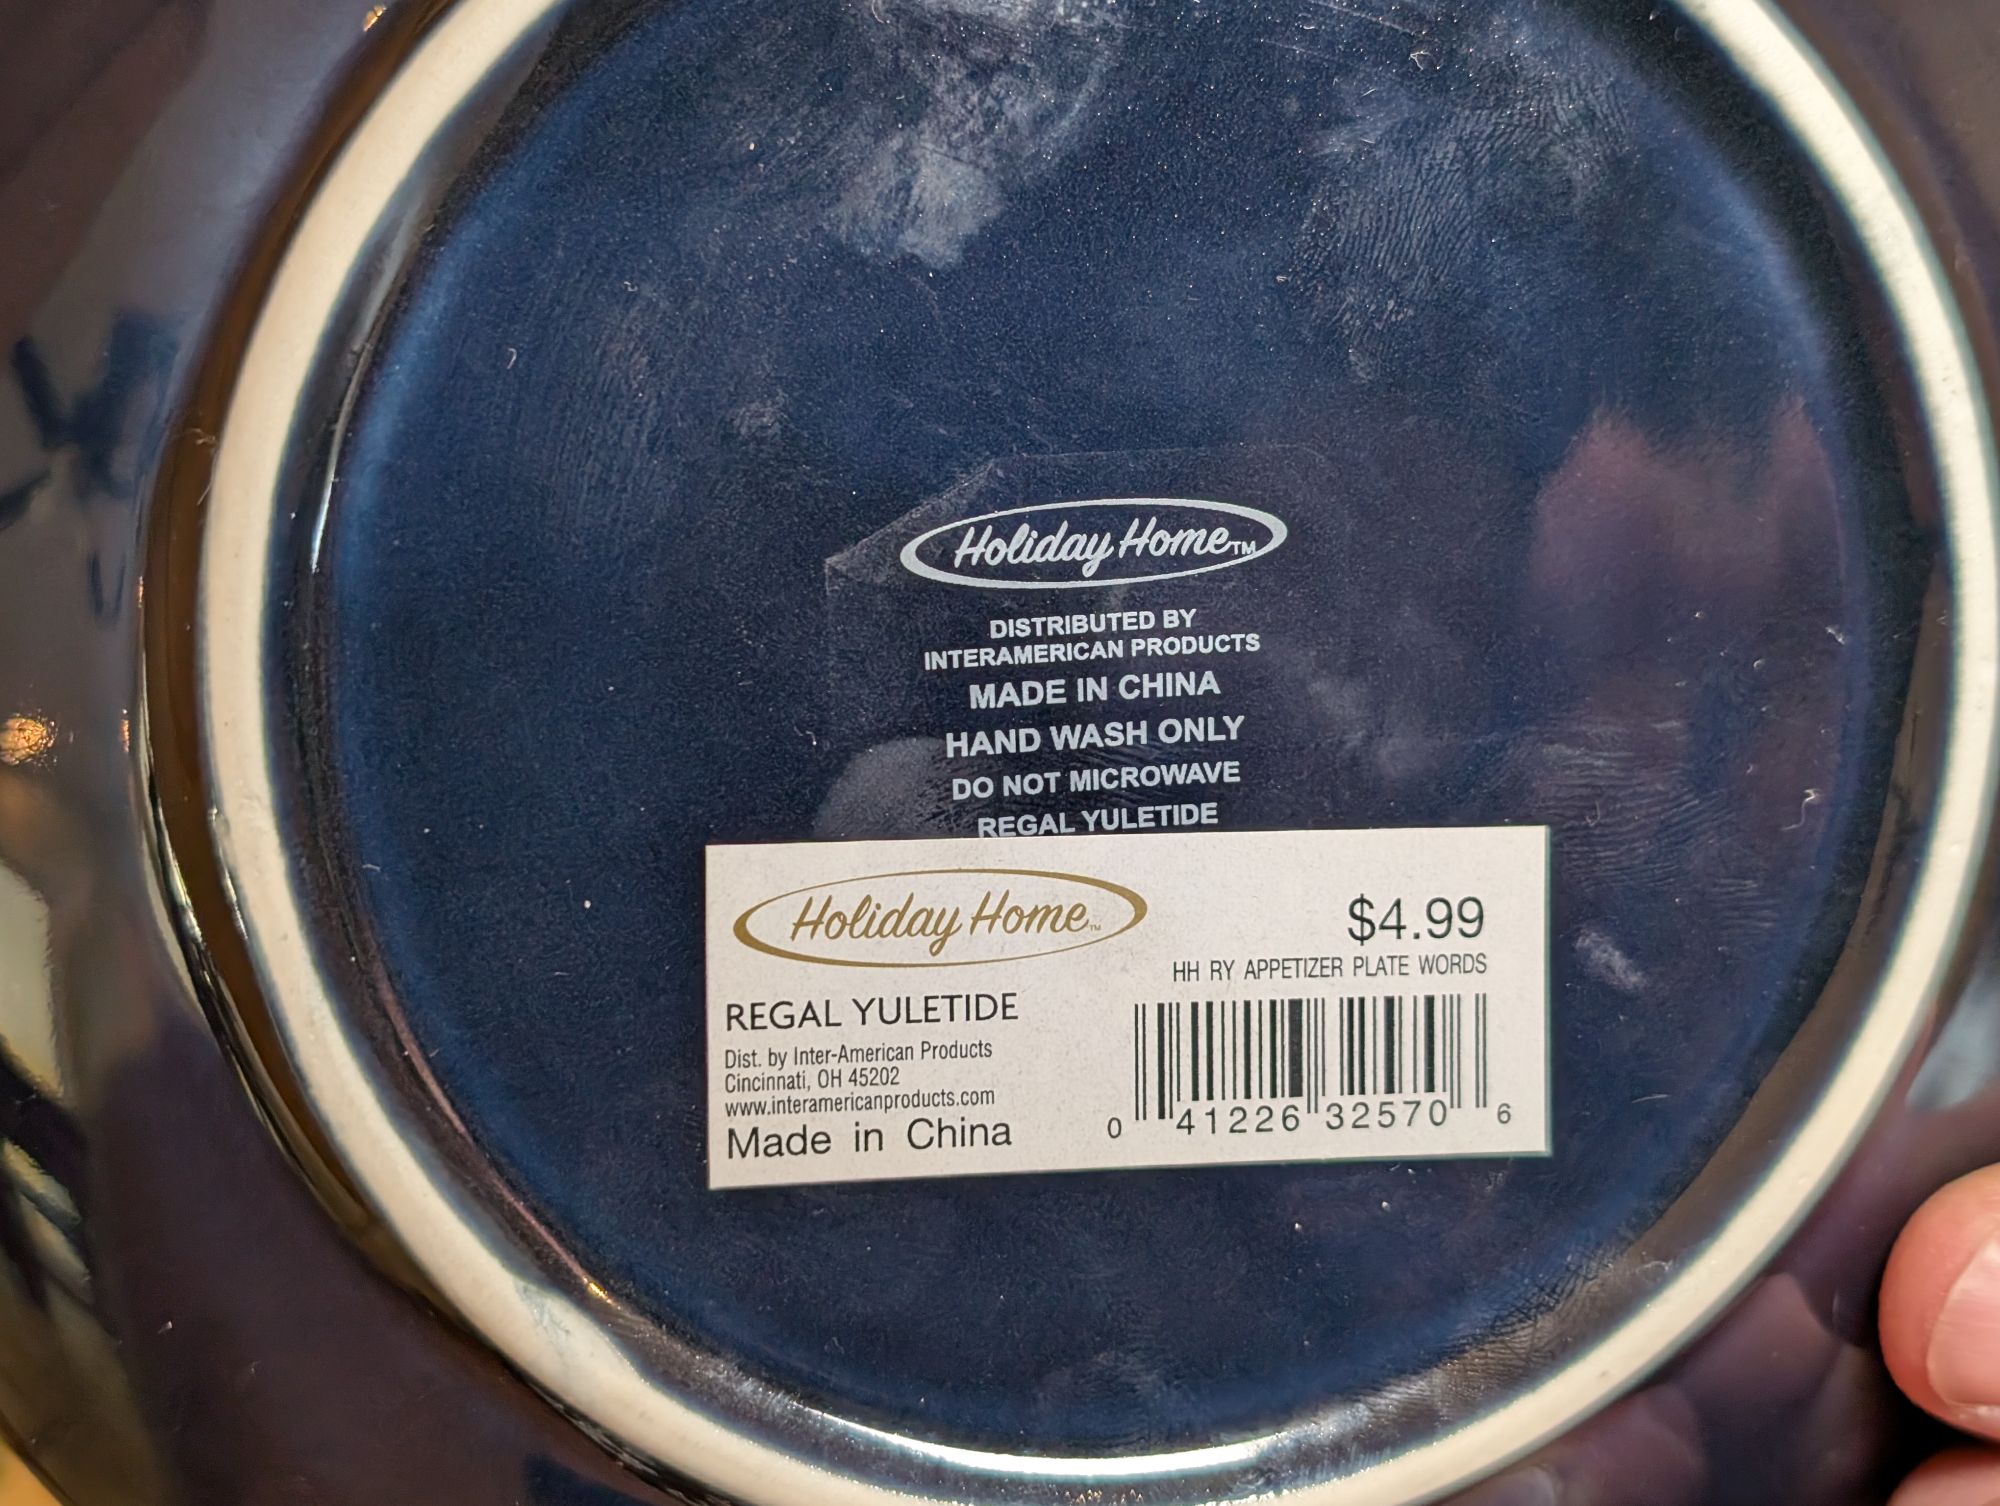 Holiday Home™
DISTRIBUTED BY
INTERAMERICAN PRODUCTS
MADE IN CHINA
HAND WASH ONLY
DO NOT MICROWAVE
REGAL YULETIDE
Holiday Home™
$4.99
HH RY APPETIZER PLATE WORDS
REGAL YULETIDE
Dist. by Inter-American Products
Cincinnati, OH 45202
www.interamericanproducts.com
Made in China
0 41226 32570 6